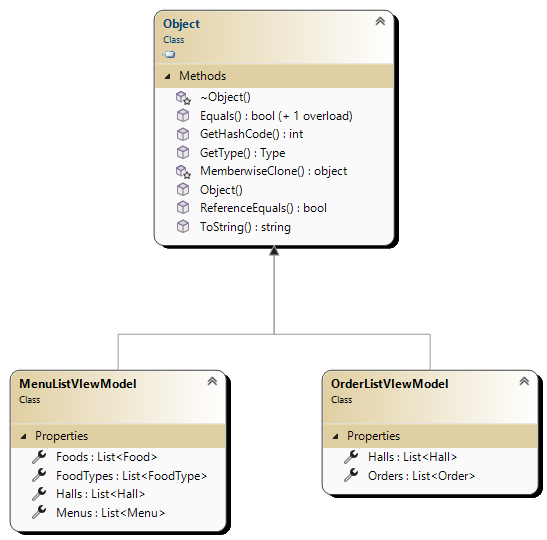 Object
Class
Methods
~Object()
Equals() : bool (+ 1 overload)
GetHashCode() : int
GetType() : Type
MemberwiseClone() : object
Object()
ReferenceEquals() : bool
ToString() : string
MenuListVIewModel
Class
Properties
Foods : List<Food>
FoodTypes : List<FoodType>
Halls : List<Hall>
Menus : List<Menu>
OrderListVIewModel
Class
Properties
Halls : List<Hall>
Orders : List<Order>